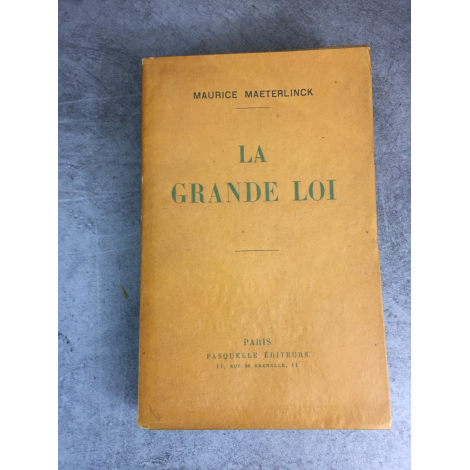 MAURICE MAETERLINCK
LA
GRANDE LOI
PARIS
FASQUELLE ÉDITEURS
11, RUE DE GRENELLE, 11